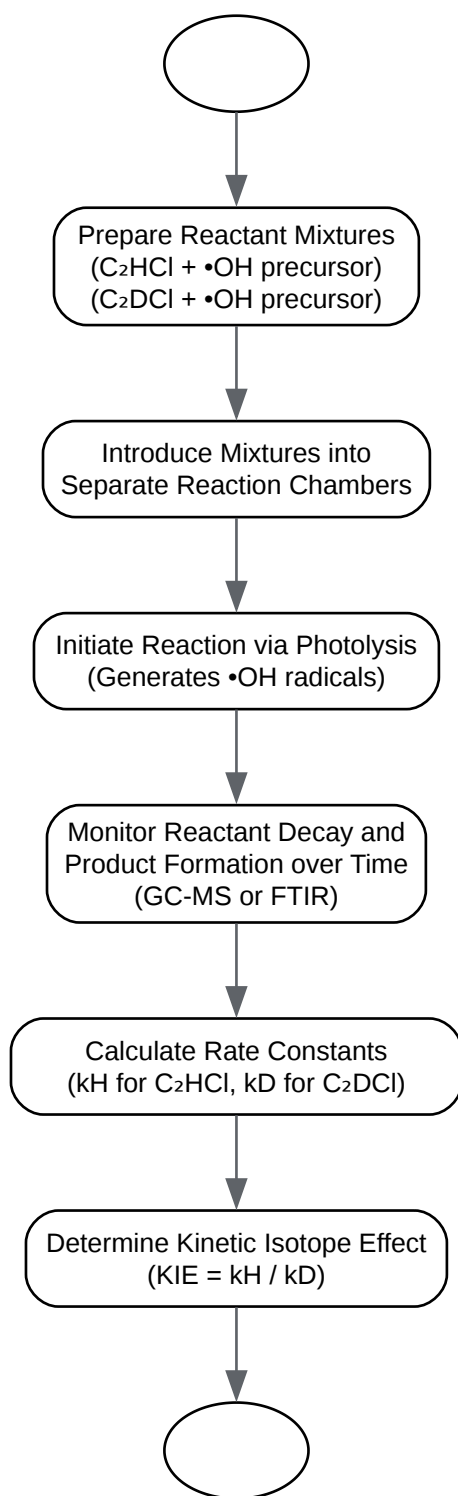 Prepare Reactant Mixtures
(C₂HCl + •OH precursor)
(C₂DCl + •OH precursor)
Introduce Mixtures into
Separate Reaction Chambers
Initiate Reaction via Photolysis
(Generates •OH radicals)
Monitor Reactant Decay and
Product Formation over Time
(GC-MS or FTIR)
Calculate Rate Constants
(kH for C₂HCl, kD for C₂DCl)
Determine Kinetic Isotope Effect
(KIE = kH / kD)